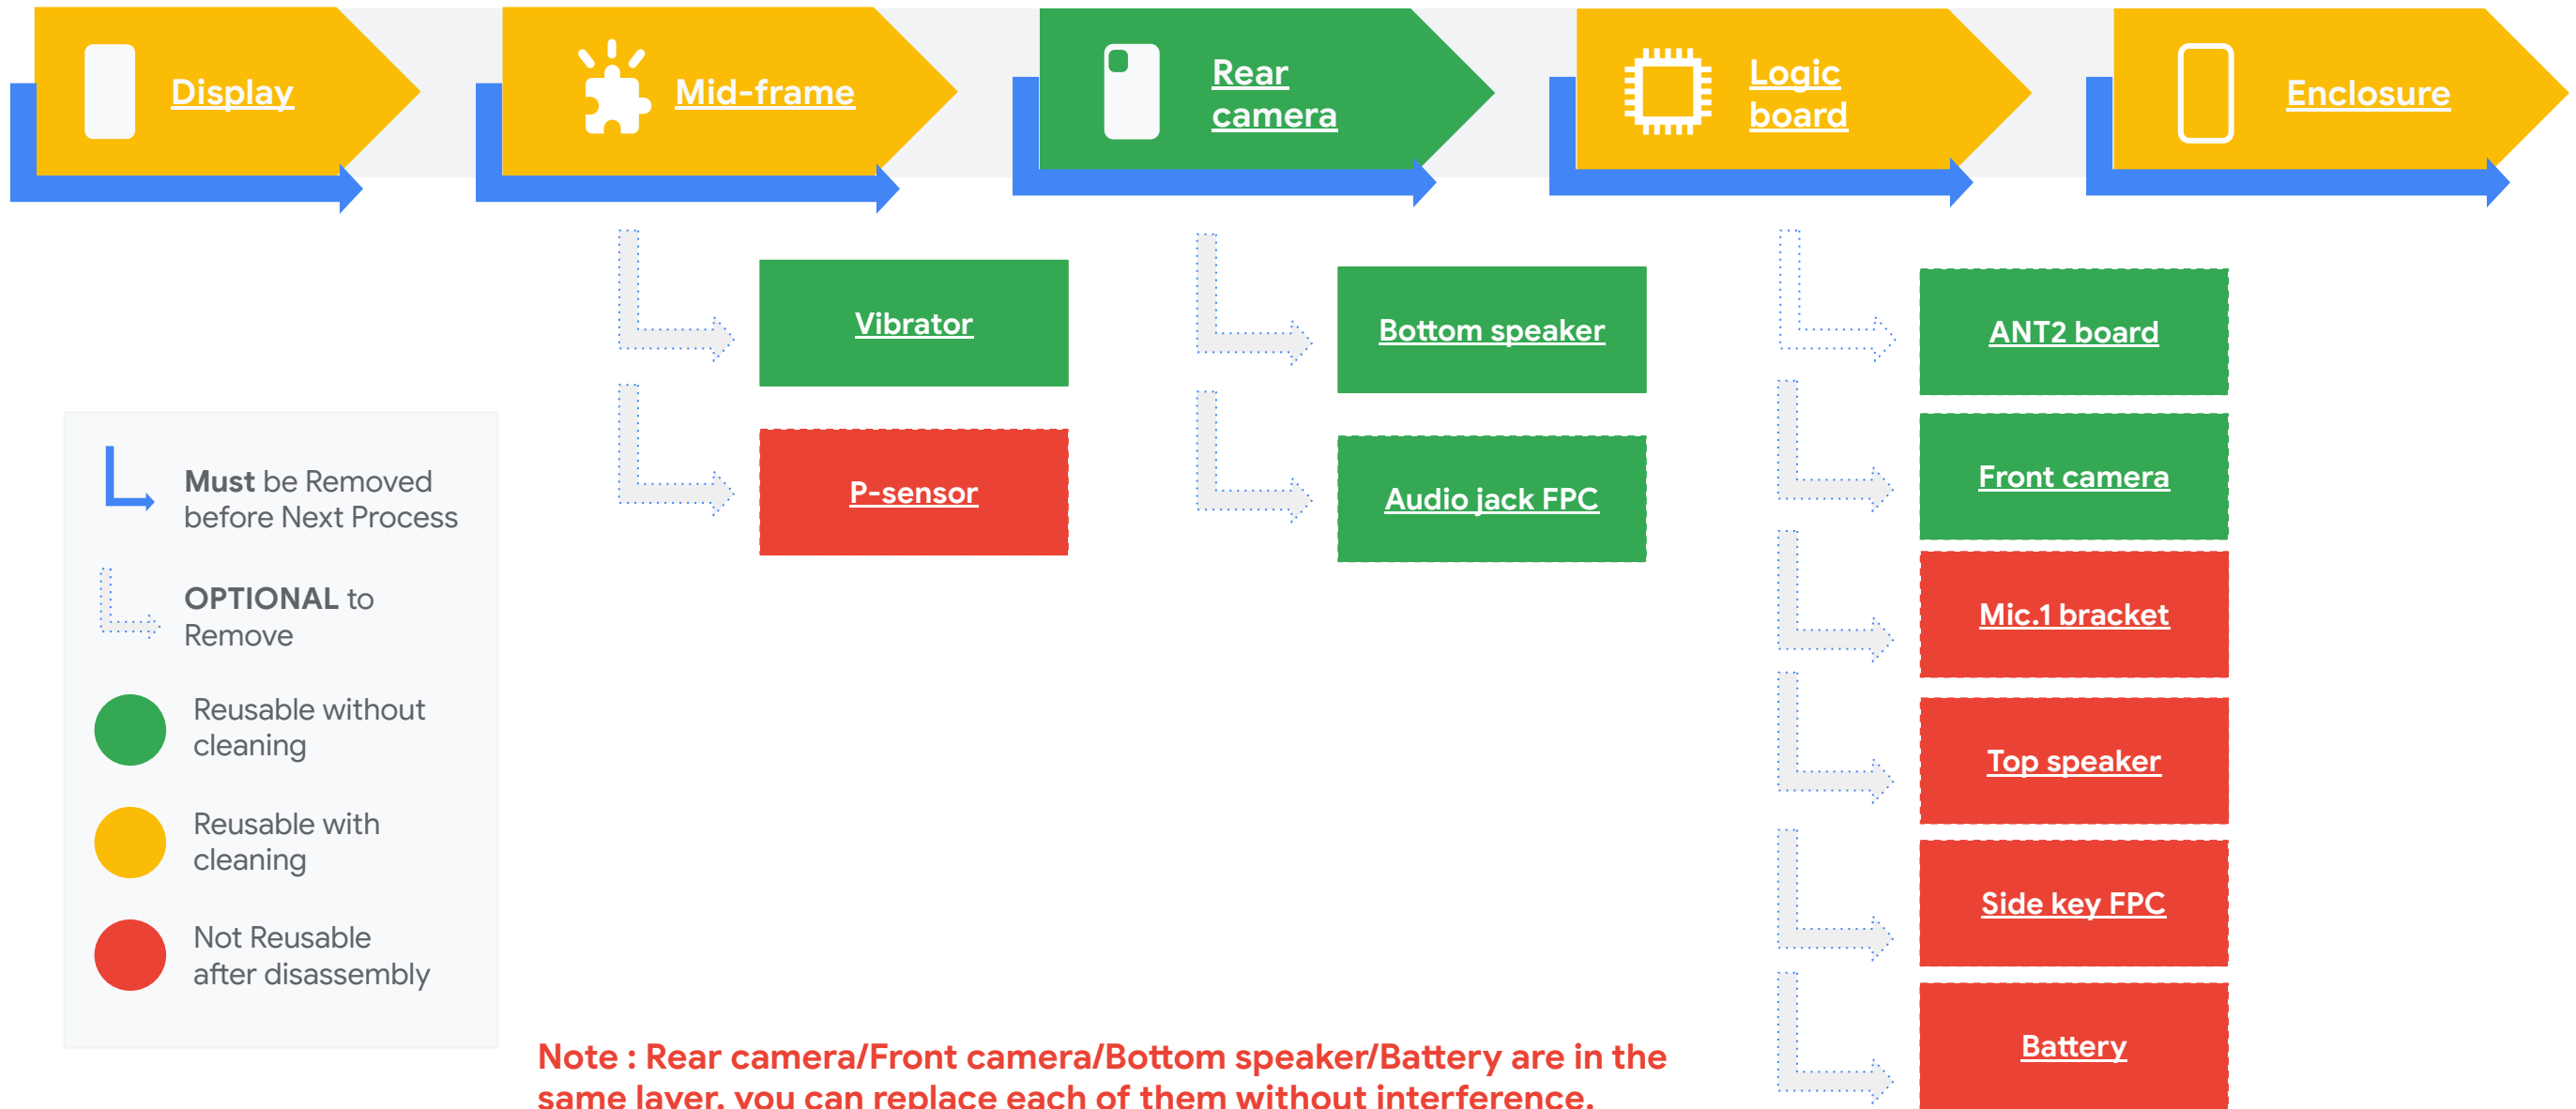 Display
Mid-frame
Rear
camera
Logic
board
Enclosure
Vibrator
P-sensor
Bottom speaker
Audio jack FPC
ANT2 board
Front camera
Mic.1 bracket
Top speaker
Side key FPC
Battery
Must be Removed
before Next Process
OPTIONAL to
Remove
Reusable without
cleaning
Reusable with
cleaning
Not Reusable
after disassembly
Note : Rear camera/Front camera/Bottom speaker/Battery are in the
same layer, you can replace each of them without interference.